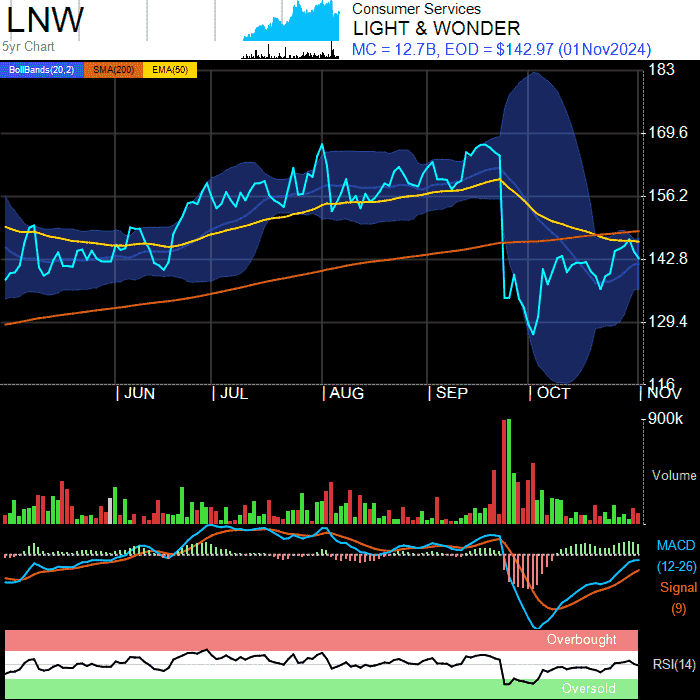 LNW
5yr Chart
Consumer Services
LIGHT & WONDER
MC = 12.7B, EOD = $142.97 (01Nov2024)
BollBands(20,2) SMA(200) EMA(50)
183
169.6
156.2
142.8
129.4
116
JUN JUL AUG SEP OCT NOV
900k
Volume
MACD
(12-26)
Signal
(9)
Overbought
RSI(14)
Oversold